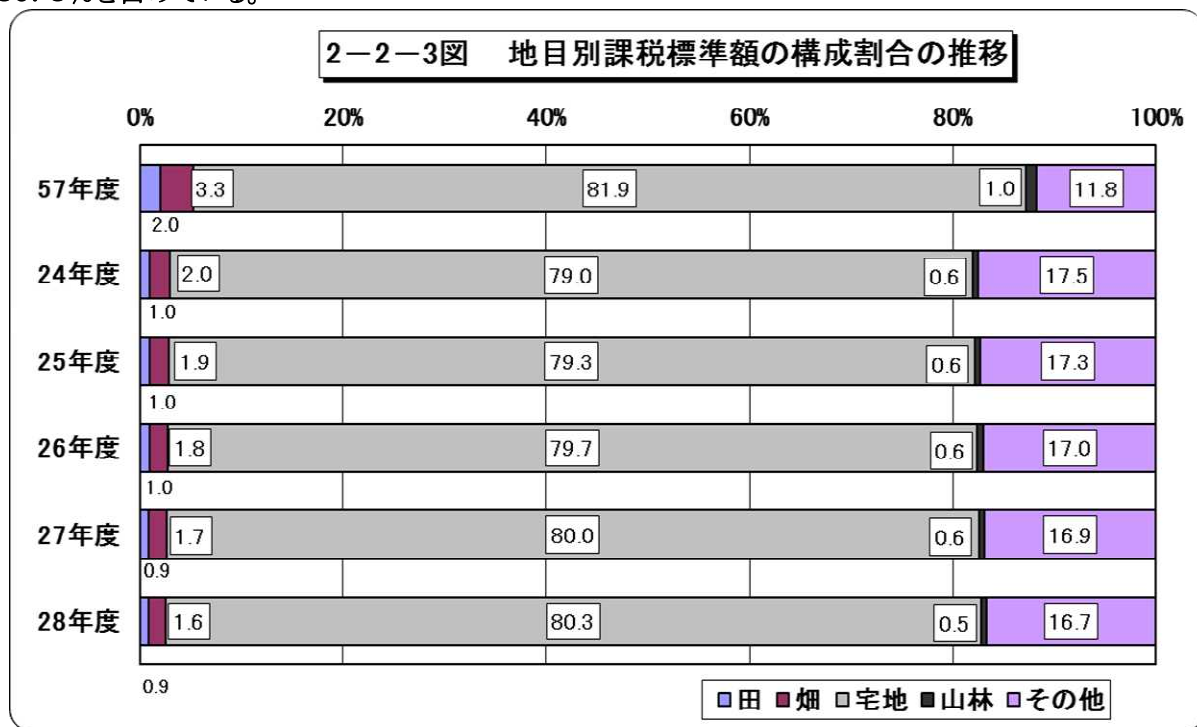 2－2－3図　地目別課税標準額の構成割合の推移
0% 20% 40% 60% 80% 100%
57年度 3.3 81.9 1.0 11.8
2.0
24年度 2.0 79.0 0.6 17.5
1.0
25年度 1.9 79.3 0.6 17.3
1.0
26年度 1.8 79.7 0.6 17.0
1.0
27年度 1.7 80.0 0.6 16.9
0.9
28年度 1.6 80.3 0.5 16.7
0.9
田 畑 宅地 山林 その他